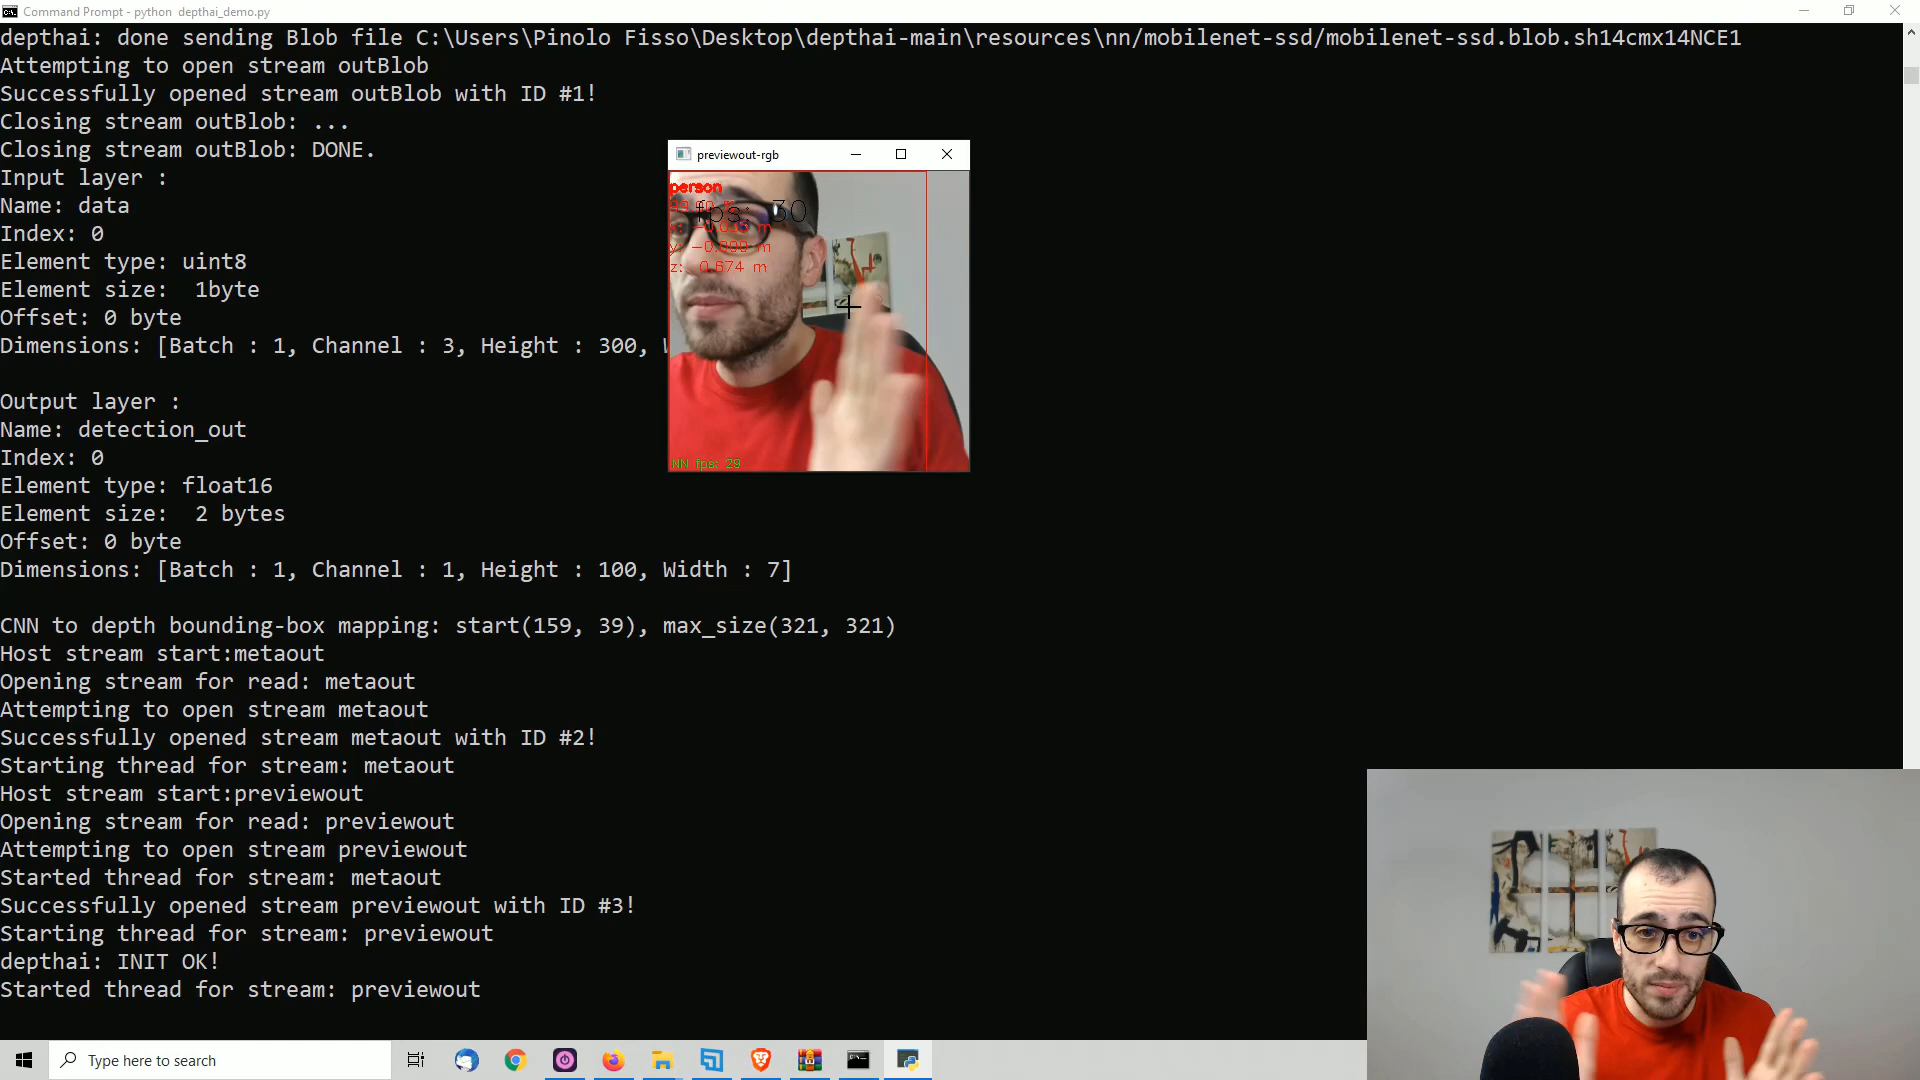 Command Prompt - python  depthai_demo.py
depthai: done sending Blob file C:\Users\Pinolo Fisso\Desktop\depthai-main\resources\nn/mobilenet-ssd/mobilenet-ssd.blob.sh14cmx14NCE1
Attempting to open stream outBlob
Successfully opened stream outBlob with ID #1!
Closing stream outBlob: ...
Closing stream outBlob: DONE.
Input layer :
Name: data
Index: 0
Element type: uint8
Element size:  1byte
Offset: 0 byte
Dimensions: [Batch : 1, Channel : 3, Height : 300,
Output layer :
Name: detection_out
Index: 0
Element type: float16
Element size:  2 bytes
Offset: 0 byte
Dimensions: [Batch : 1, Channel : 1, Height : 100, Width : 7]
CNN to depth bounding-box mapping: start(159, 39), max_size(321, 321)
Host stream start:metaout
Opening stream for read: metaout
Attempting to open stream metaout
Successfully opened stream metaout with ID #2!
Starting thread for stream: metaout
Host stream start:previewout
Opening stream for read: previewout
Attempting to open stream previewout
Started thread for stream: metaout
Successfully opened stream previewout with ID #3!
Starting thread for stream: previewout
depthai: INIT OK!
Started thread for stream: previewout
previewout-rgb
person
fps: 30
y: -0.000 m
z: 0.674 m
NN fps: 29
Type here to search